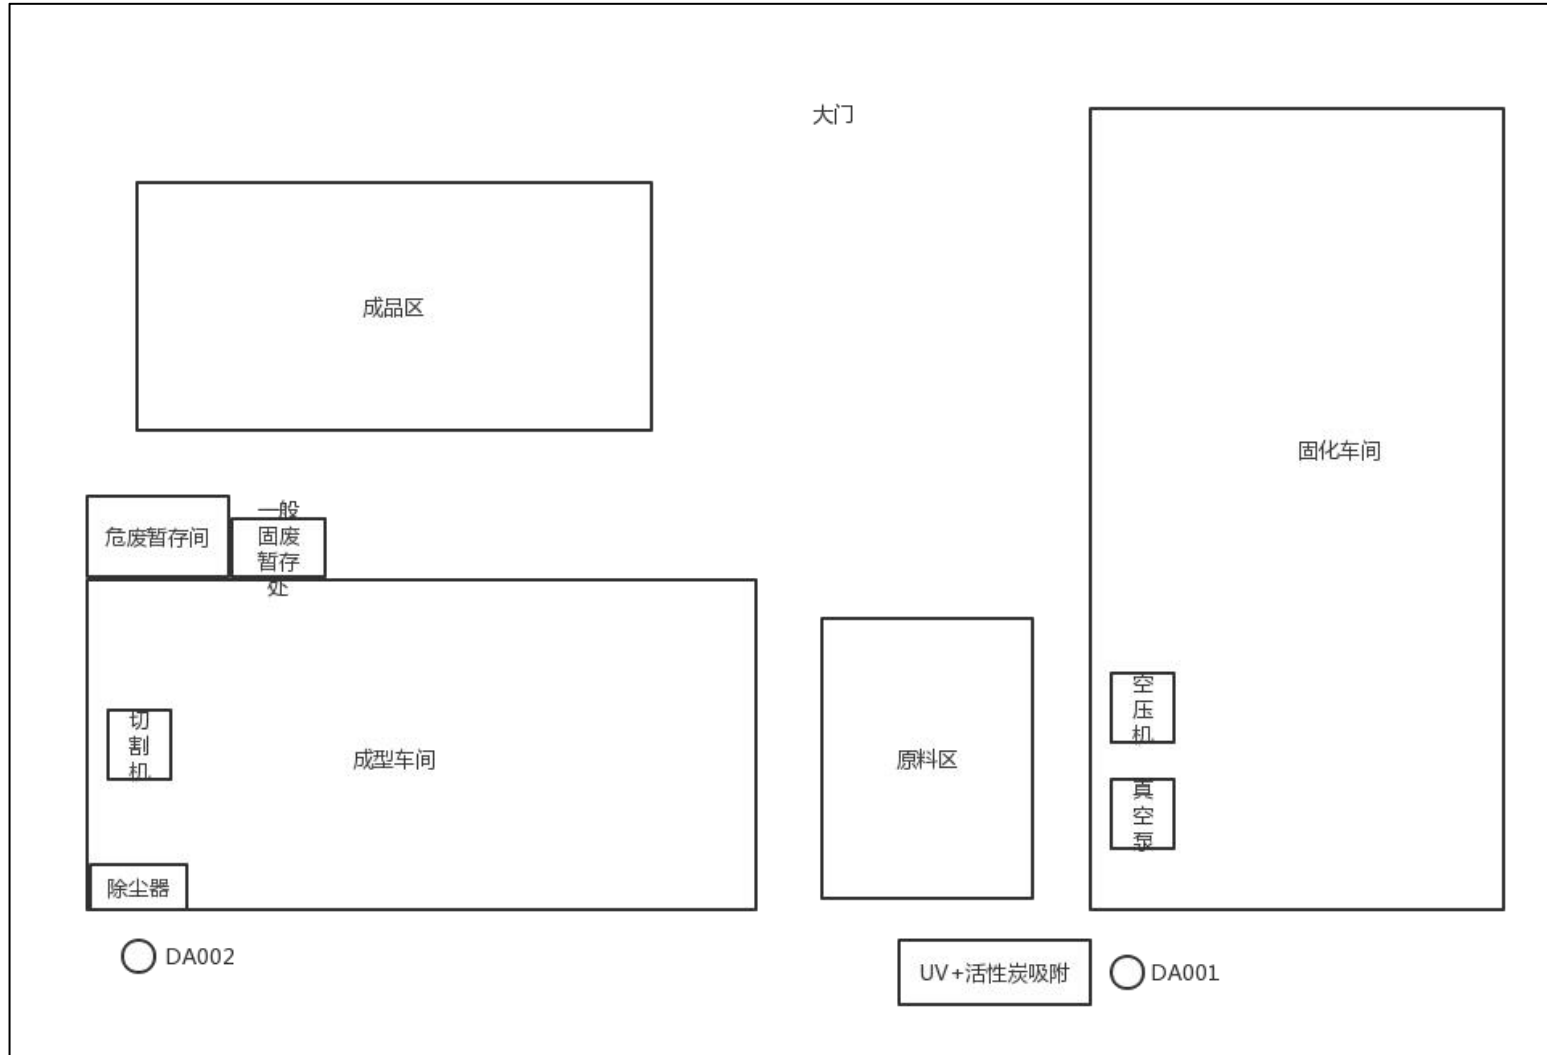 大门
成品区
固化车间
危废暂存间
一般
固废
暂存
处
空
压
机
切
割
机
成型车间
原料区
真
空
泵
除尘器
DA002
UV+活性炭吸附
DA001